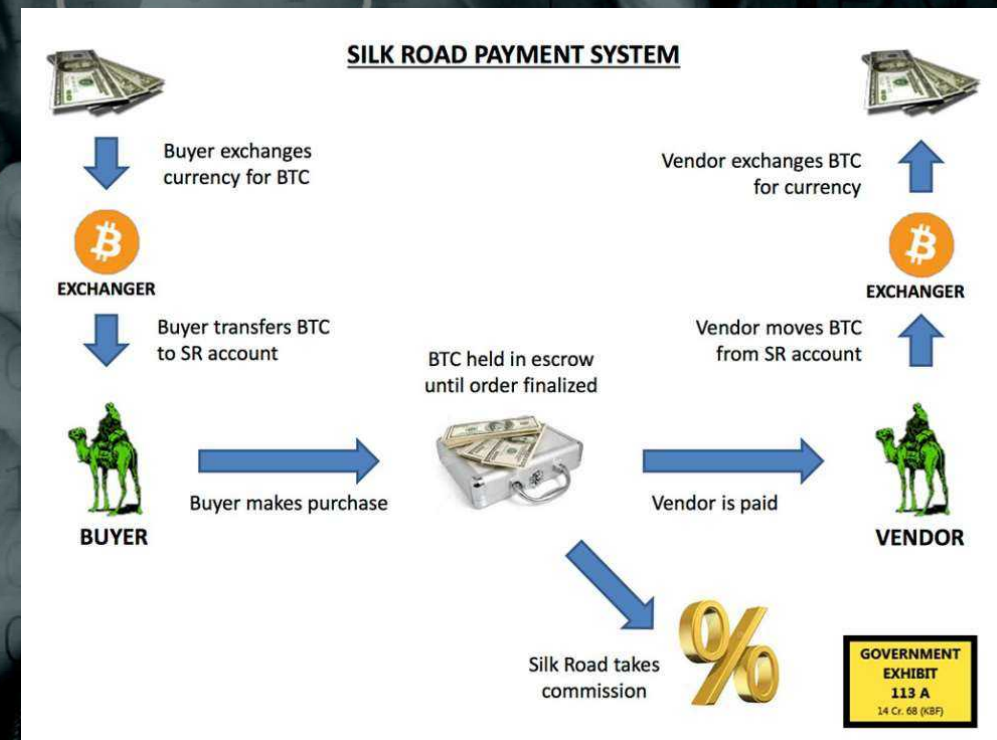 SILK ROAD PAYMENT SYSTEM
Buyer exchanges
currency for BTC
EXCHANGER
Buyer transfers BTC
to SR account
BUYER
Buyer makes purchase
BTC held in escrow
until order finalized
Vendor is paid
Silk Road takes
commission
%
Vendor exchanges BTC
for currency
EXCHANGER
Vendor moves BTC
from SR account
VENDOR
GOVERNMENT
EXHIBIT
113 A
14 Cr. 68 (KBF)